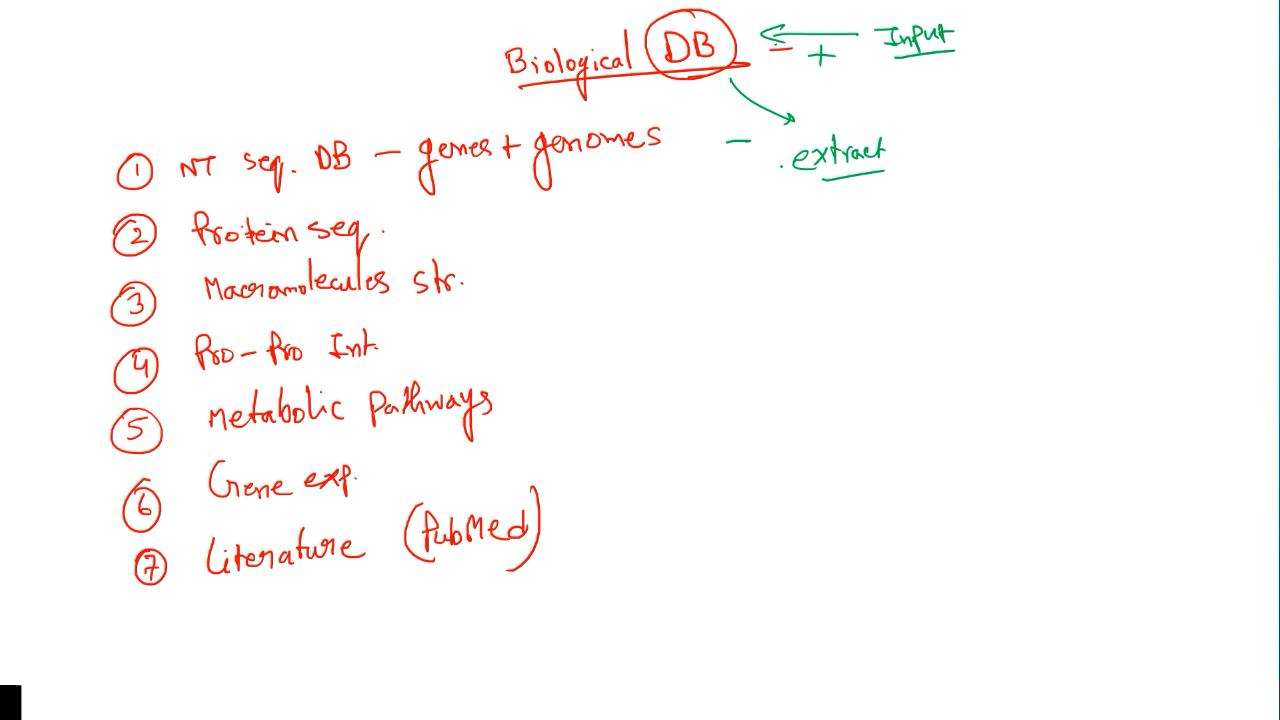 Biological DB ← + Input
① NT seq. DB – genes + genomes – . extract
② Protein seq.
③ Macromolecules str.
④ Pro-Pro Int.
⑤ Metabolic Pathways
⑥ Gene exp.
⑦ Literature (PubMed)